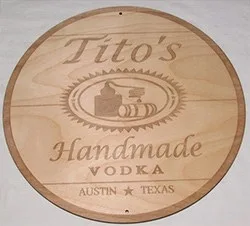 Tito's
Handmade
VODKA
AUSTIN ★ TEXAS